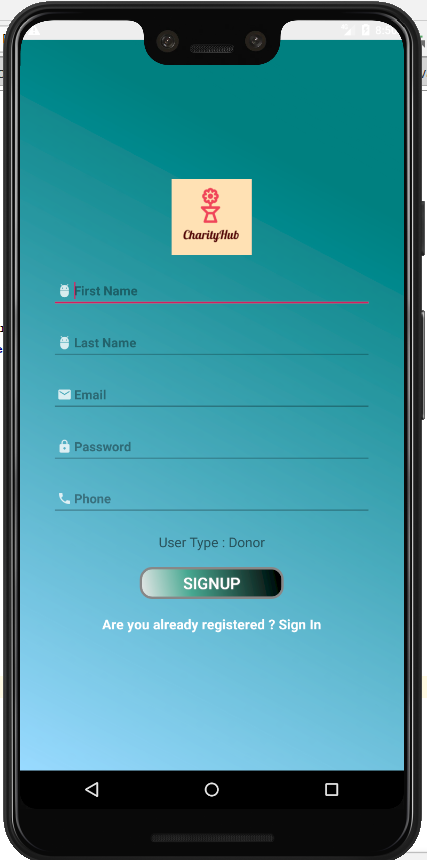 CharityHub
First Name
Last Name
Email
Password
Phone
User Type : Donor
SIGNUP
Are you already registered ? Sign In